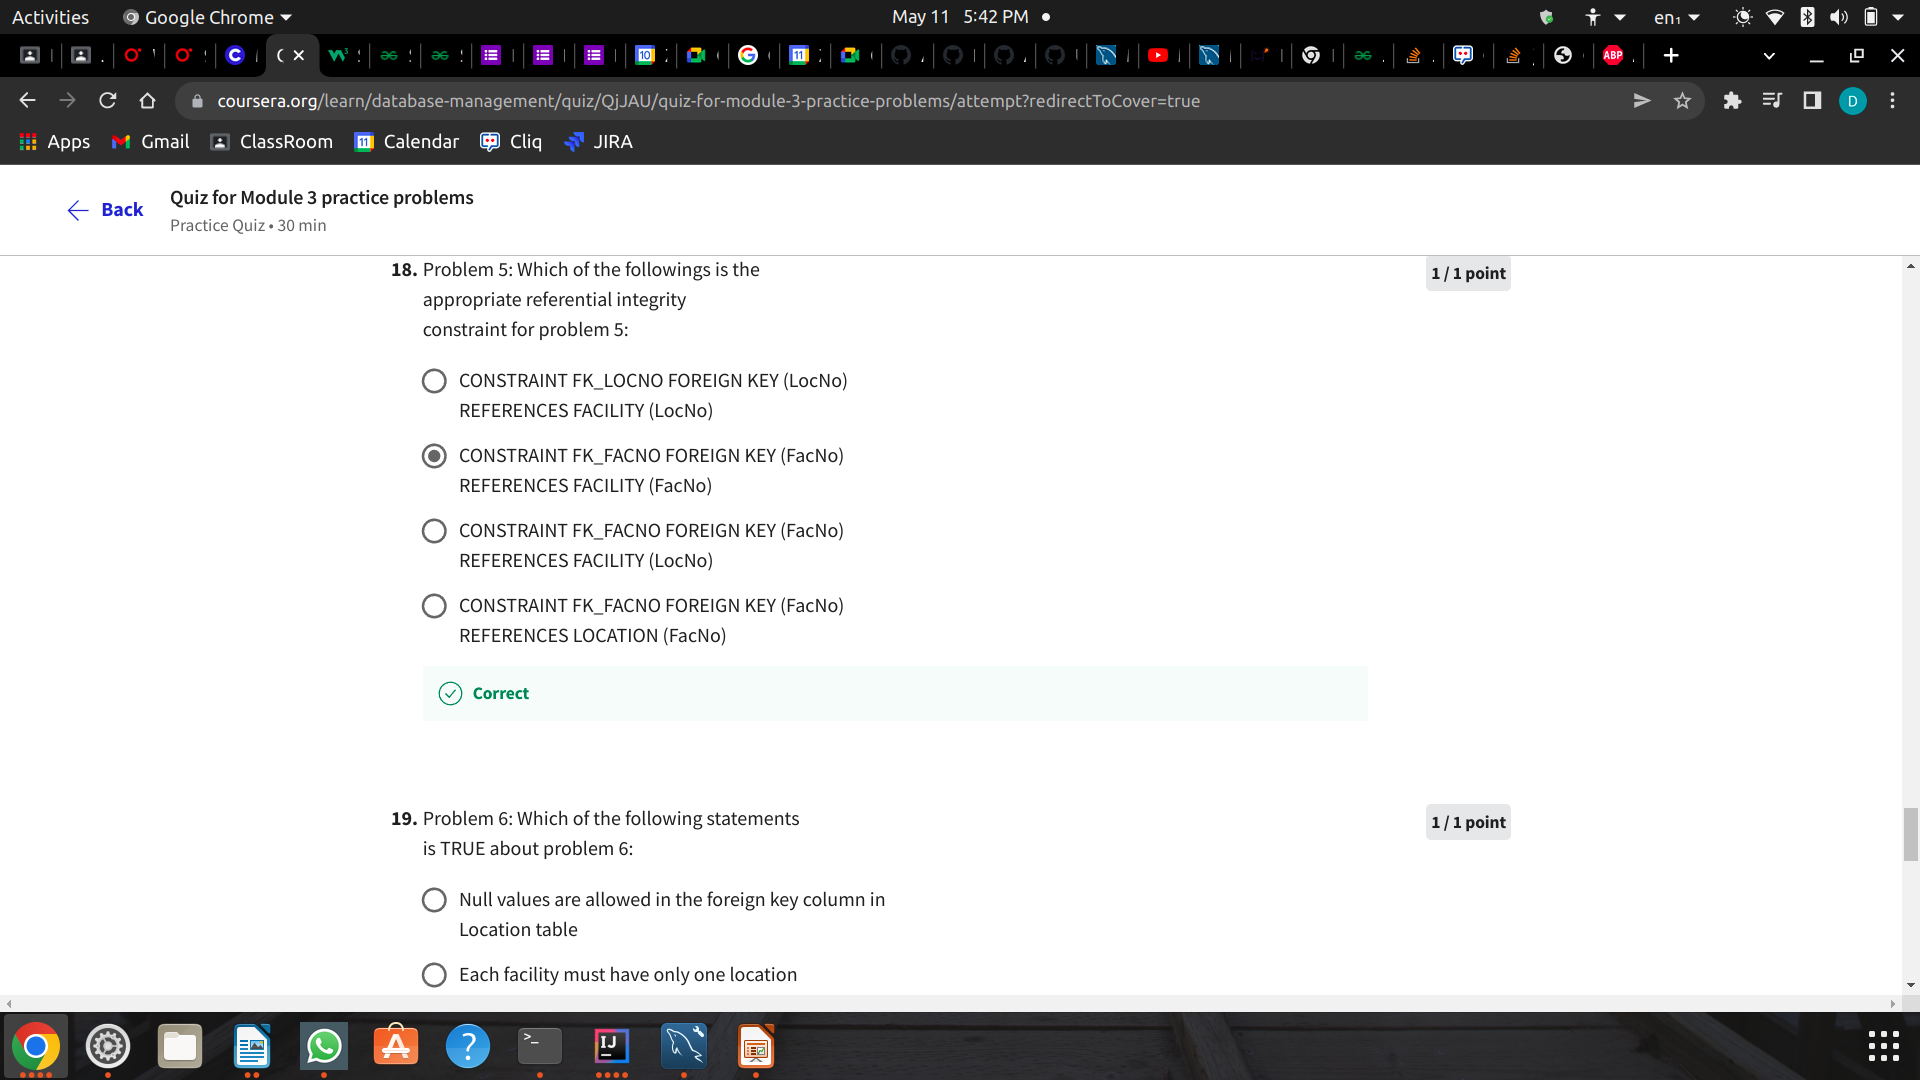 Activities
Google Chrome
May 11 5:42 PM
en₁
coursera.org/learn/database-management/quiz/QjJAU/quiz-for-module-3-practice-problems/attempt?redirectToCover=true
D
Apps
Gmail
ClassRoom
Calendar
Cliq
JIRA
Back
Quiz for Module 3 practice problems
Practice Quiz • 30 min
18. Problem 5: Which of the followings is the
appropriate referential integrity
constraint for problem 5:
1 / 1 point
CONSTRAINT FK_LOCNO FOREIGN KEY (LocNo)
REFERENCES FACILITY (LocNo)
CONSTRAINT FK_FACNO FOREIGN KEY (FacNo)
REFERENCES FACILITY (FacNo)
CONSTRAINT FK_FACNO FOREIGN KEY (FacNo)
REFERENCES FACILITY (LocNo)
CONSTRAINT FK_FACNO FOREIGN KEY (FacNo)
REFERENCES LOCATION (FacNo)
Correct
19. Problem 6: Which of the following statements
is TRUE about problem 6:
1 / 1 point
Null values are allowed in the foreign key column in
Location table
Each facility must have only one location